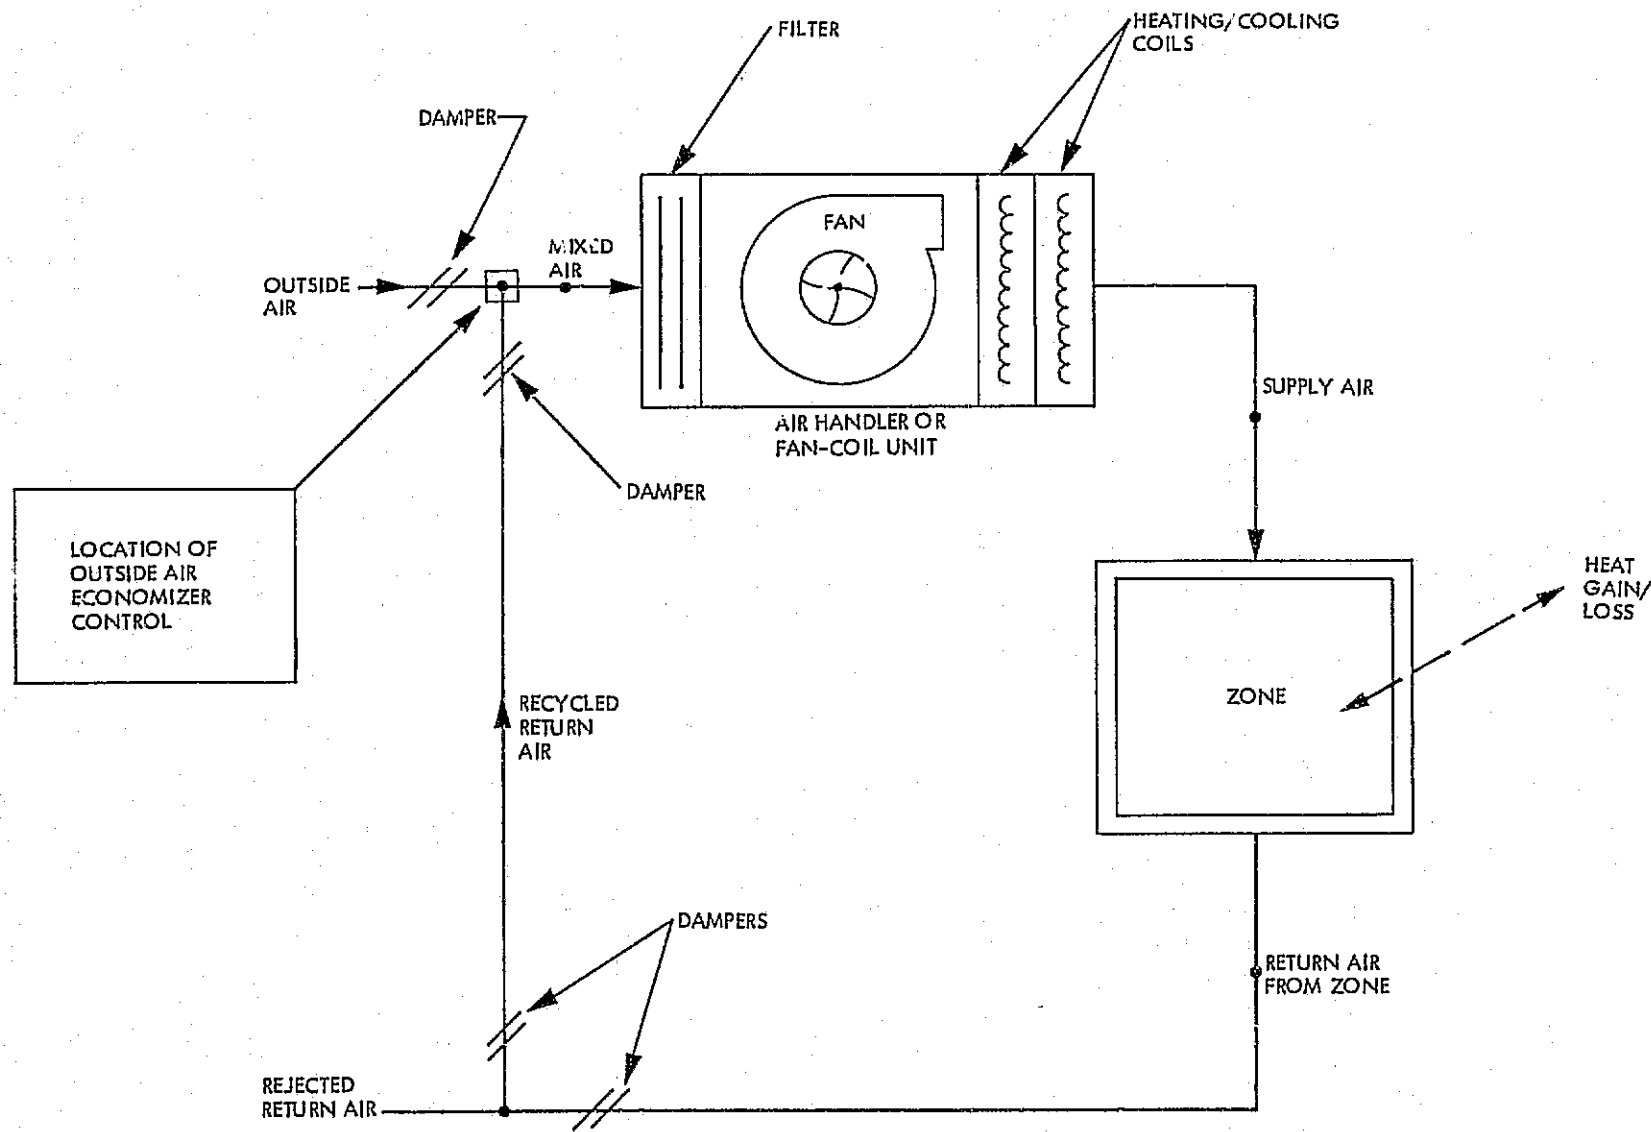 FILTER
HEATING/COOLING
COILS
DAMPER
FAN
MIXED
AIR
OUTSIDE
AIR
SUPPLY AIR
AIR HANDLER OR
FAN-COIL UNIT
DAMPER
LOCATION OF
OUTSIDE AIR
ECONOMIZER
CONTROL
HEAT
GAIN/
LOSS
ZONE
RECYCLED
RETURN
AIR
DAMPERS
RETURN AIR
FROM ZONE
REJECTED
RETURN AIR